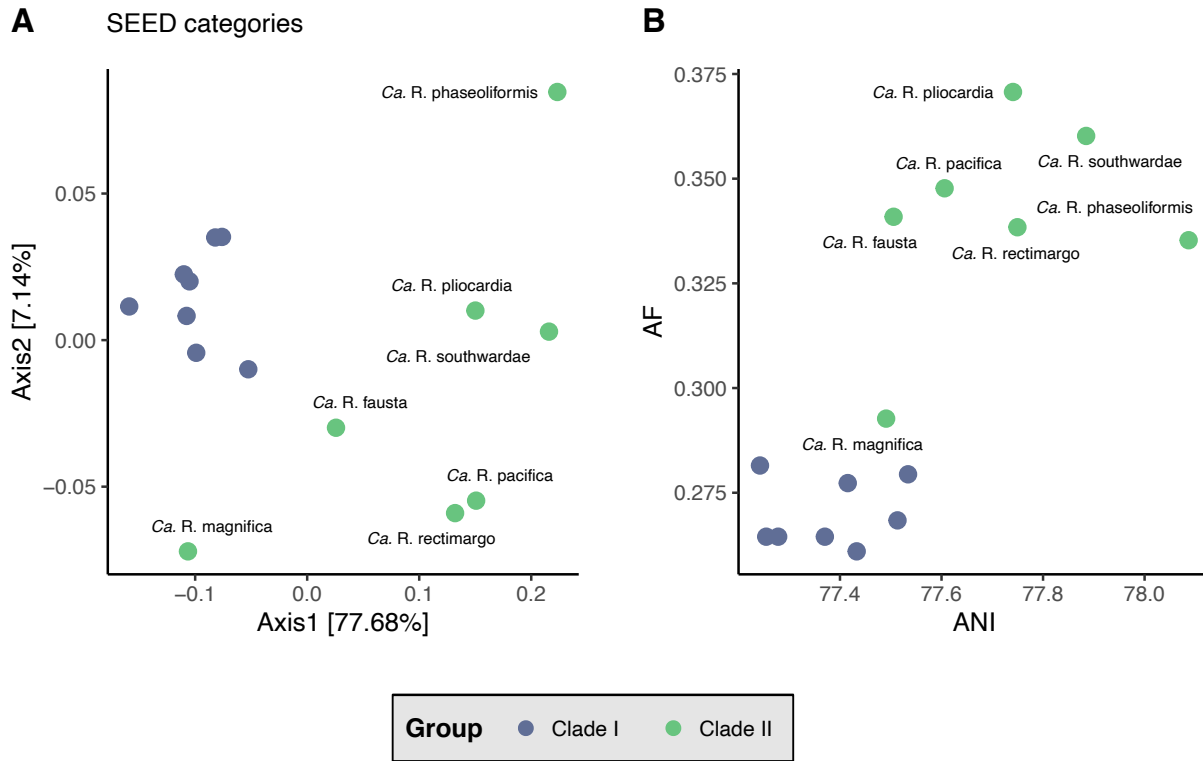 A
SEED categories
Ca. R. phaseoliformis
0.05
0.00
−0.05
Axis2 [7.14%]
Ca. R. pliocardia
Ca. R. southwardae
Ca. R. fausta
Ca. R. pacifica
Ca. R. rectimargo
Ca. R. magnifica
−0.1
0.0
0.1
0.2
Axis1 [77.68%]
B
0.375
0.350
0.325
0.300
0.275
AF
Ca. R. pliocardia
Ca. R. southwardae
Ca. R. pacifica
Ca. R. phaseoliformis
Ca. R. fausta
Ca. R. rectimargo
Ca. R. magnifica
77.4
77.6
77.8
78.0
ANI
Group
Clade I
Clade II